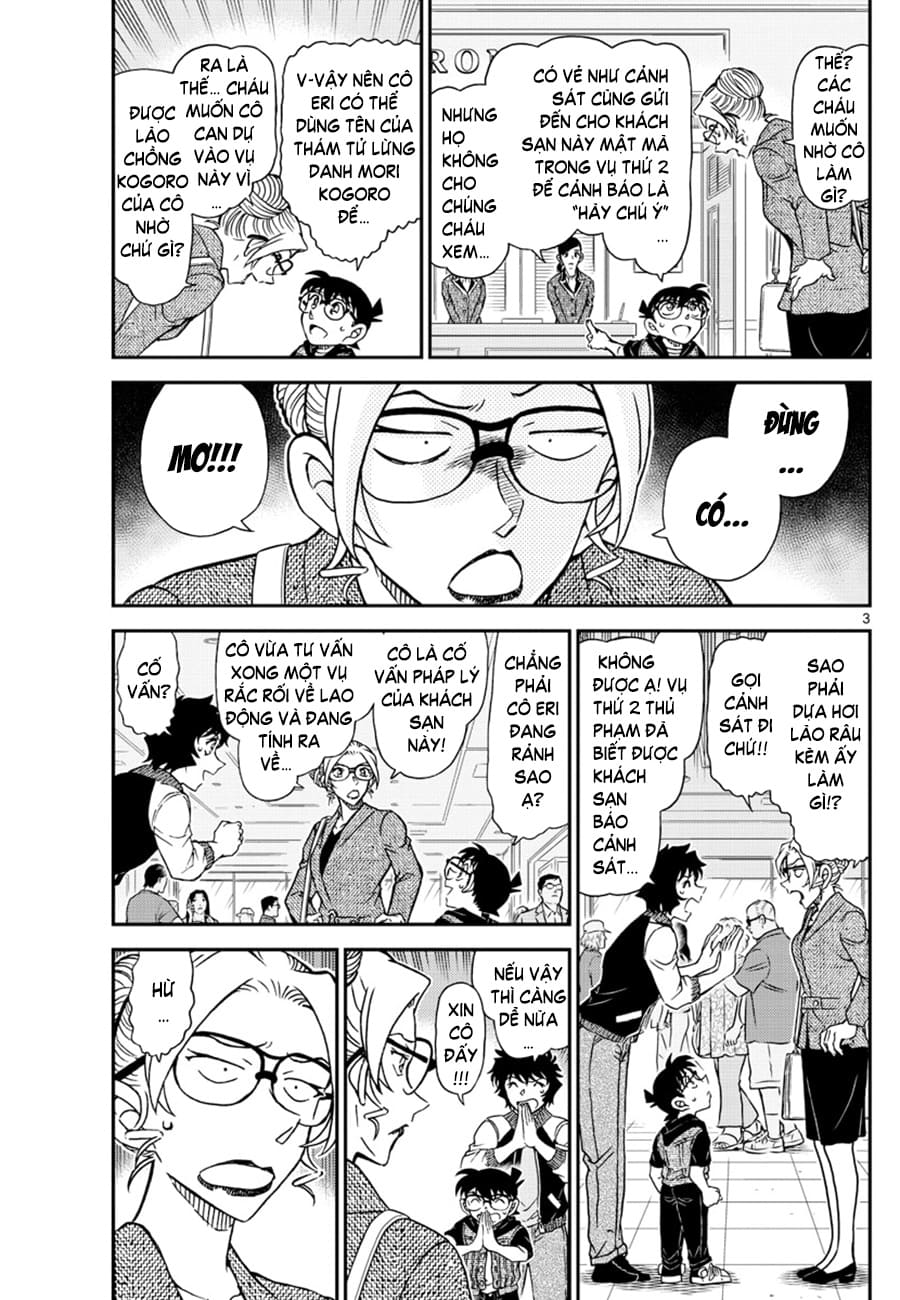 ROY
THẾ?
CÁC
CHÁU
MUỐN
NHỜ CÔ
LÀM
GÌ?
CÓ VẺ NHƯ CẢNH
SÁT CŨNG GỬI
ĐẾN CHO KHÁCH
SẠN NÀY MẬT MÃ
TRONG VỤ THỨ 2
ĐỂ CẢNH BÁO LÀ
"HÃY CHÚ Ý"
...
NHƯNG
HỌ
KHÔNG
CHO
CHÚNG
CHÁU
XEM...
V-VẬY NÊN CÔ
ERI CÓ THỂ
DÙNG TÊN CỦA
THÁM TỬ LỪNG
DANH MORI
KOGORO
ĐỂ...
RA LÀ
THẾ... CHÁU
MUỐN CÔ
CAN DỰ
VÀO VỤ
NÀY VÌ
...
ĐƯỢC
LÃO
CHỒNG
KOGORO
CỦA CÔ
NHỜ
CHỨ GÌ?
ĐỪNG
...
CÓ...
MƠ!!!
3
SAO
PHẢI
DỰA HƠI
LÃO RÂU
KẼM ẤY
LÀM
GÌ!?
GỌI
CẢNH
SÁT ĐI
CHỨ!!
KHÔNG
ĐƯỢC Ạ! VỤ
THỨ 2 THỦ
PHẠM ĐÃ
BIẾT ĐƯỢC
KHÁCH
SẠN
BÁO
CẢNH
SÁT...
CHẲNG
PHẢI
CÔ ERI
ĐANG
RẢNH
SAO
Ạ?
CÔ LÀ CỐ
VẤN PHÁP LÝ
CỦA KHÁCH
SẠN NÀY!
CÔ VỪA TƯ VẤN
XONG MỘT VỤ
RẮC RỐI VỀ LAO
ĐỘNG VÀ ĐANG
TÍNH RA
VỀ...
CỐ
VẤN?
NẾU VẬY
THÌ CÀNG
DỄ NỮA
...
XIN
CÔ
ĐẤY
!!!
HỪ
...